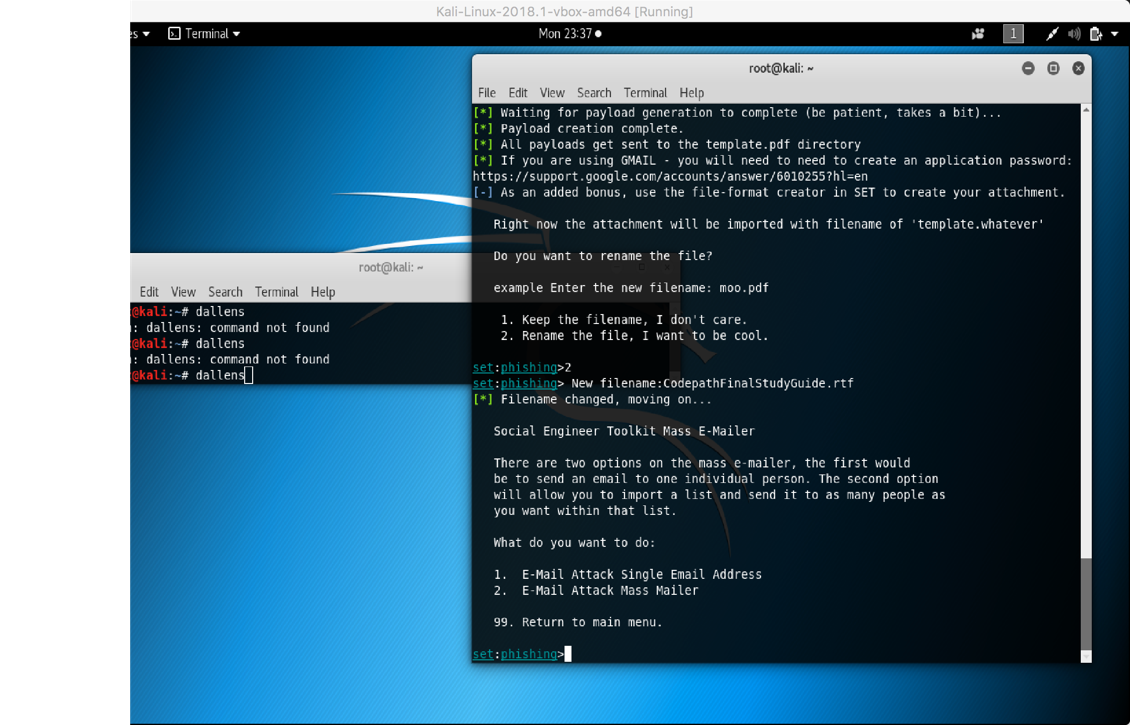 Kali-Linux-2018.1-vbox-amd64 [Running]
es Terminal Mon 23:37 1
root@kali: ~
File Edit View Search Terminal Help
[*] Waiting for payload generation to complete (be patient, takes a bit)...
[*] Payload creation complete.
[*] All payloads get sent to the template.pdf directory
[*] If you are using GMAIL - you will need to need to create an application password:
https://support.google.com/accounts/answer/6010255?hl=en
[-] As an added bonus, use the file-format creator in SET to create your attachment.
Right now the attachment will be imported with filename of 'template.whatever'
Do you want to rename the file?
example Enter the new filename: moo.pdf
1. Keep the filename, I don't care.
2. Rename the file, I want to be cool.
set:phishing>2
set:phishing> New filename:CodepathFinalStudyGuide.rtf
[*] Filename changed, moving on...
Social Engineer Toolkit Mass E-Mailer
There are two options on the mass e-mailer, the first would
be to send an email to one individual person. The second option
will allow you to import a list and send it to as many people as
you want within that list.
What do you want to do:
1. E-Mail Attack Single Email Address
2. E-Mail Attack Mass Mailer
99. Return to main menu.
set:phishing>
root@kali: ~
Edit View Search Terminal Help
@kali:~# dallens
: dallens: command not found
@kali:~# dallens
: dallens: command not found
@kali:~# dallens